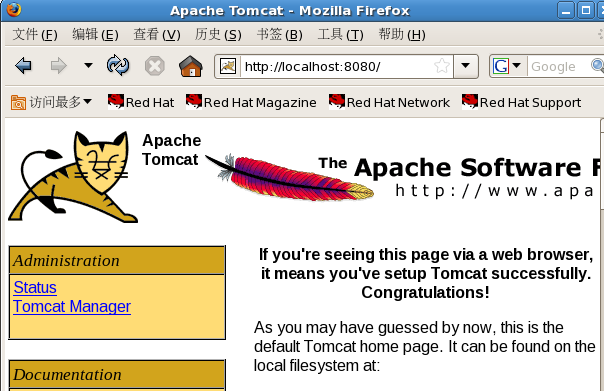 Apache Tomcat - Mozilla Firefox
文件(F) 编辑(E) 查看(V) 历史(S) 书签(B) 工具(T) 帮助(H)
http://localhost:8080/ Google
访问最多 Red Hat Red Hat Magazine Red Hat Network Red Hat Support
Apache
Tomcat
The Apache Software F
http://www.apa
Administration
Status
Tomcat Manager
Documentation
If you're seeing this page via a web browser,
it means you've setup Tomcat successfully.
Congratulations!
As you may have guessed by now, this is the
default Tomcat home page. It can be found on the
local filesystem at: